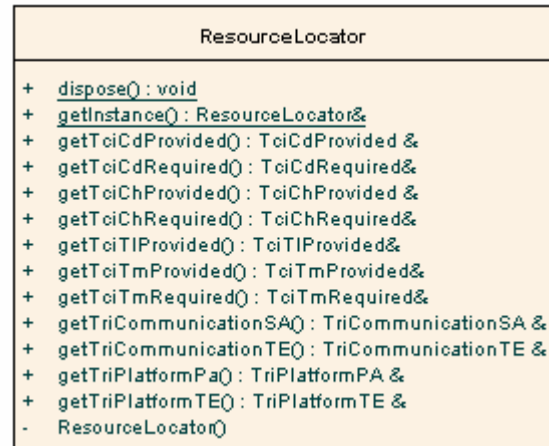 ResourceLocator
+ dispose() : void
+ getInstance() : ResourceLocator&
+ getTciCdProvided() : TciCdProvided &
+ getTciCdRequired() : TciCdRequired&
+ getTciChProvided() : TciChProvided &
+ getTciChRequired() : TciChRequired&
+ getTciTlProvided() : TciTlProvided&
+ getTciTmProvided() : TciTmProvided&
+ getTciTmRequired() : TciTmRequired&
+ getTriCommunicationSA() : TriCommunicationSA &
+ getTriCommunicationTE() : TriCommunicationTE &
+ getTriPlatformPa() : TriPlatformPA &
+ getTriPlatformTE() : TriPlatformTE &
- ResourceLocator()